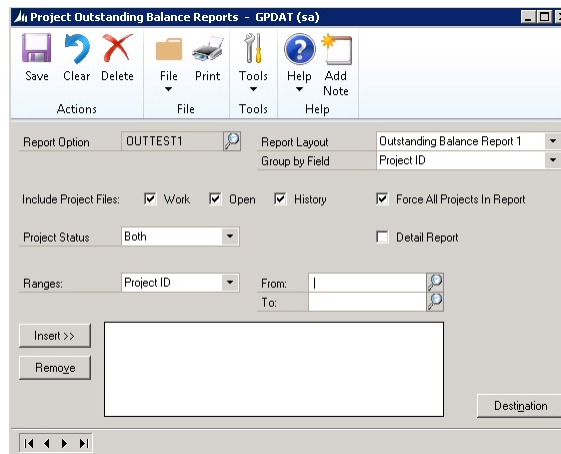 Project Outstanding Balance Reports - GPDAT (sa)
Save Clear Delete File Print Tools Help Add Note
Actions File Tools Help
Report Option OUTTEST1 Report Layout Outstanding Balance Report 1
Group by Field Project ID
Include Project Files: Work Open History Force All Projects In Report
Project Status Both Detail Report
Ranges: Project ID From:
To:
Insert >>
Remove
Destination